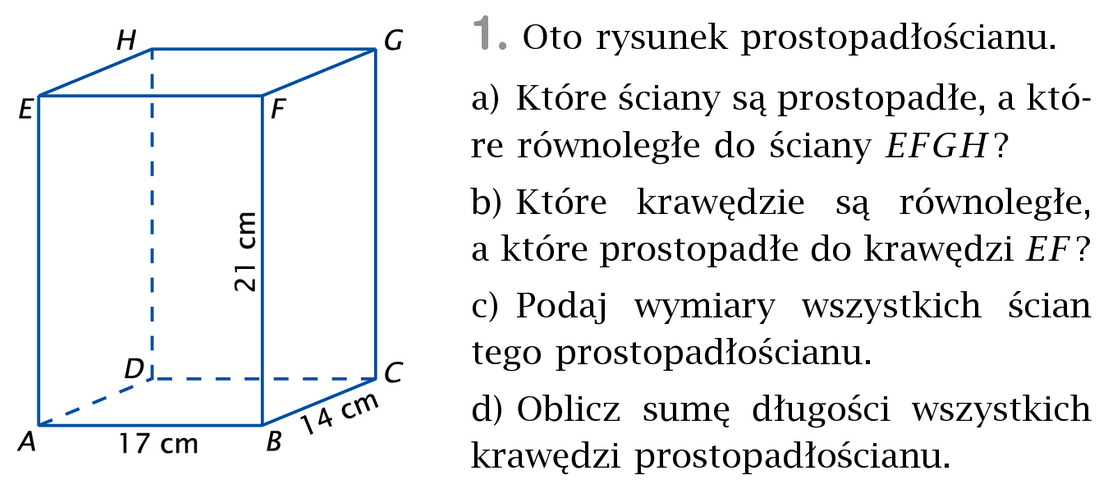 H
G
E
F
21 cm
D
C
14 cm
A
17 cm
B
1. Oto rysunek prostopadłościanu.
a) Które ściany są prostopadłe, a któ-
re równoległe do ściany EFGH?
b) Które krawędzie są równoległe,
a które prostopadłe do krawędzi EF?
c) Podaj wymiary wszystkich ścian
tego prostopadłościanu.
d) Oblicz sumę długości wszystkich
krawędzi prostopadłościanu.